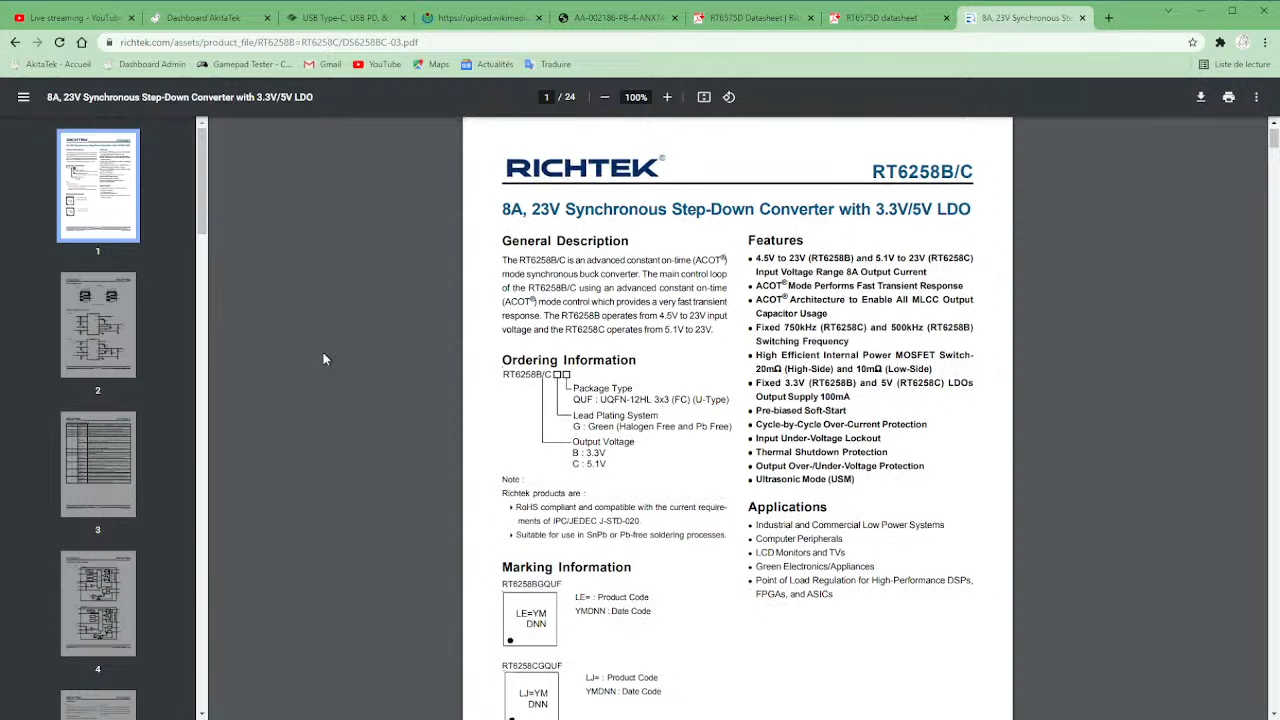 Live streaming - YouTub
Dashboard AkitaTek
USB Type-C, USB PD, &
https://upload.wikimedi
AA-002186-PB-4-ANX74
RT6575D Datasheet | Ric
RT6575D datasheet
8A, 23V Synchronous Ste
richtek.com/assets/product_file/RT6258B=RT6258C/DS6258BC-03.pdf
AkitaTek - Accueil
Dashboard Admin
Gamepad Tester - C...
Gmail
YouTube
Maps
Actualités
Traduire
Liste de lecture
8A, 23V Synchronous Step-Down Converter with 3.3V/5V LDO
1 / 24
100%
1
2
3
4
RICHTEK®
RT6258B/C
8A, 23V Synchronous Step-Down Converter with 3.3V/5V LDO
General Description
The RT6258B/C is an advanced constant on-time (ACOT®)
mode synchronous buck converter. The main control loop
of the RT6258B/C using an advanced constant on-time
(ACOT®) mode control which provides a very fast transient
response. The RT6258B operates from 4.5V to 23V input
voltage and the RT6258C operates from 5.1V to 23V.
Ordering Information
RT6258B/C
Package Type
QUF : UQFN-12HL 3x3 (FC) (U-Type)
Lead Plating System
G : Green (Halogen Free and Pb Free)
Output Voltage
B : 3.3V
C : 5.1V
Note :
Richtek products are :
RoHS compliant and compatible with the current require-
ments of IPC/JEDEC J-STD-020.
Suitable for use in SnPb or Pb-free soldering processes.
Marking Information
RT6258BGQUF
LE=YM
DNN
LE= : Product Code
YMDNN : Date Code
RT6258CGQUF
LJ=YM
DNN
LJ= : Product Code
YMDNN : Date Code
Features
4.5V to 23V (RT6258B) and 5.1V to 23V (RT6258C)
Input Voltage Range 8A Output Current
ACOT® Mode Performs Fast Transient Response
ACOT® Architecture to Enable All MLCC Output
Capacitor Usage
Fixed 750kHz (RT6258C) and 500kHz (RT6258B)
Switching Frequency
High Efficient Internal Power MOSFET Switch-
20mΩ (High-Side) and 10mΩ (Low-Side)
Fixed 3.3V (RT6258B) and 5V (RT6258C) LDOs
Output Supply 100mA
Pre-biased Soft-Start
Cycle-by-Cycle Over-Current Protection
Input Under-Voltage Lockout
Thermal Shutdown Protection
Output Over-/Under-Voltage Protection
Ultrasonic Mode (USM)
Applications
Industrial and Commercial Low Power Systems
Computer Peripherals
LCD Monitors and TVs
Green Electronics/Appliances
Point of Load Regulation for High-Performance DSPs,
FPGAs, and ASICs